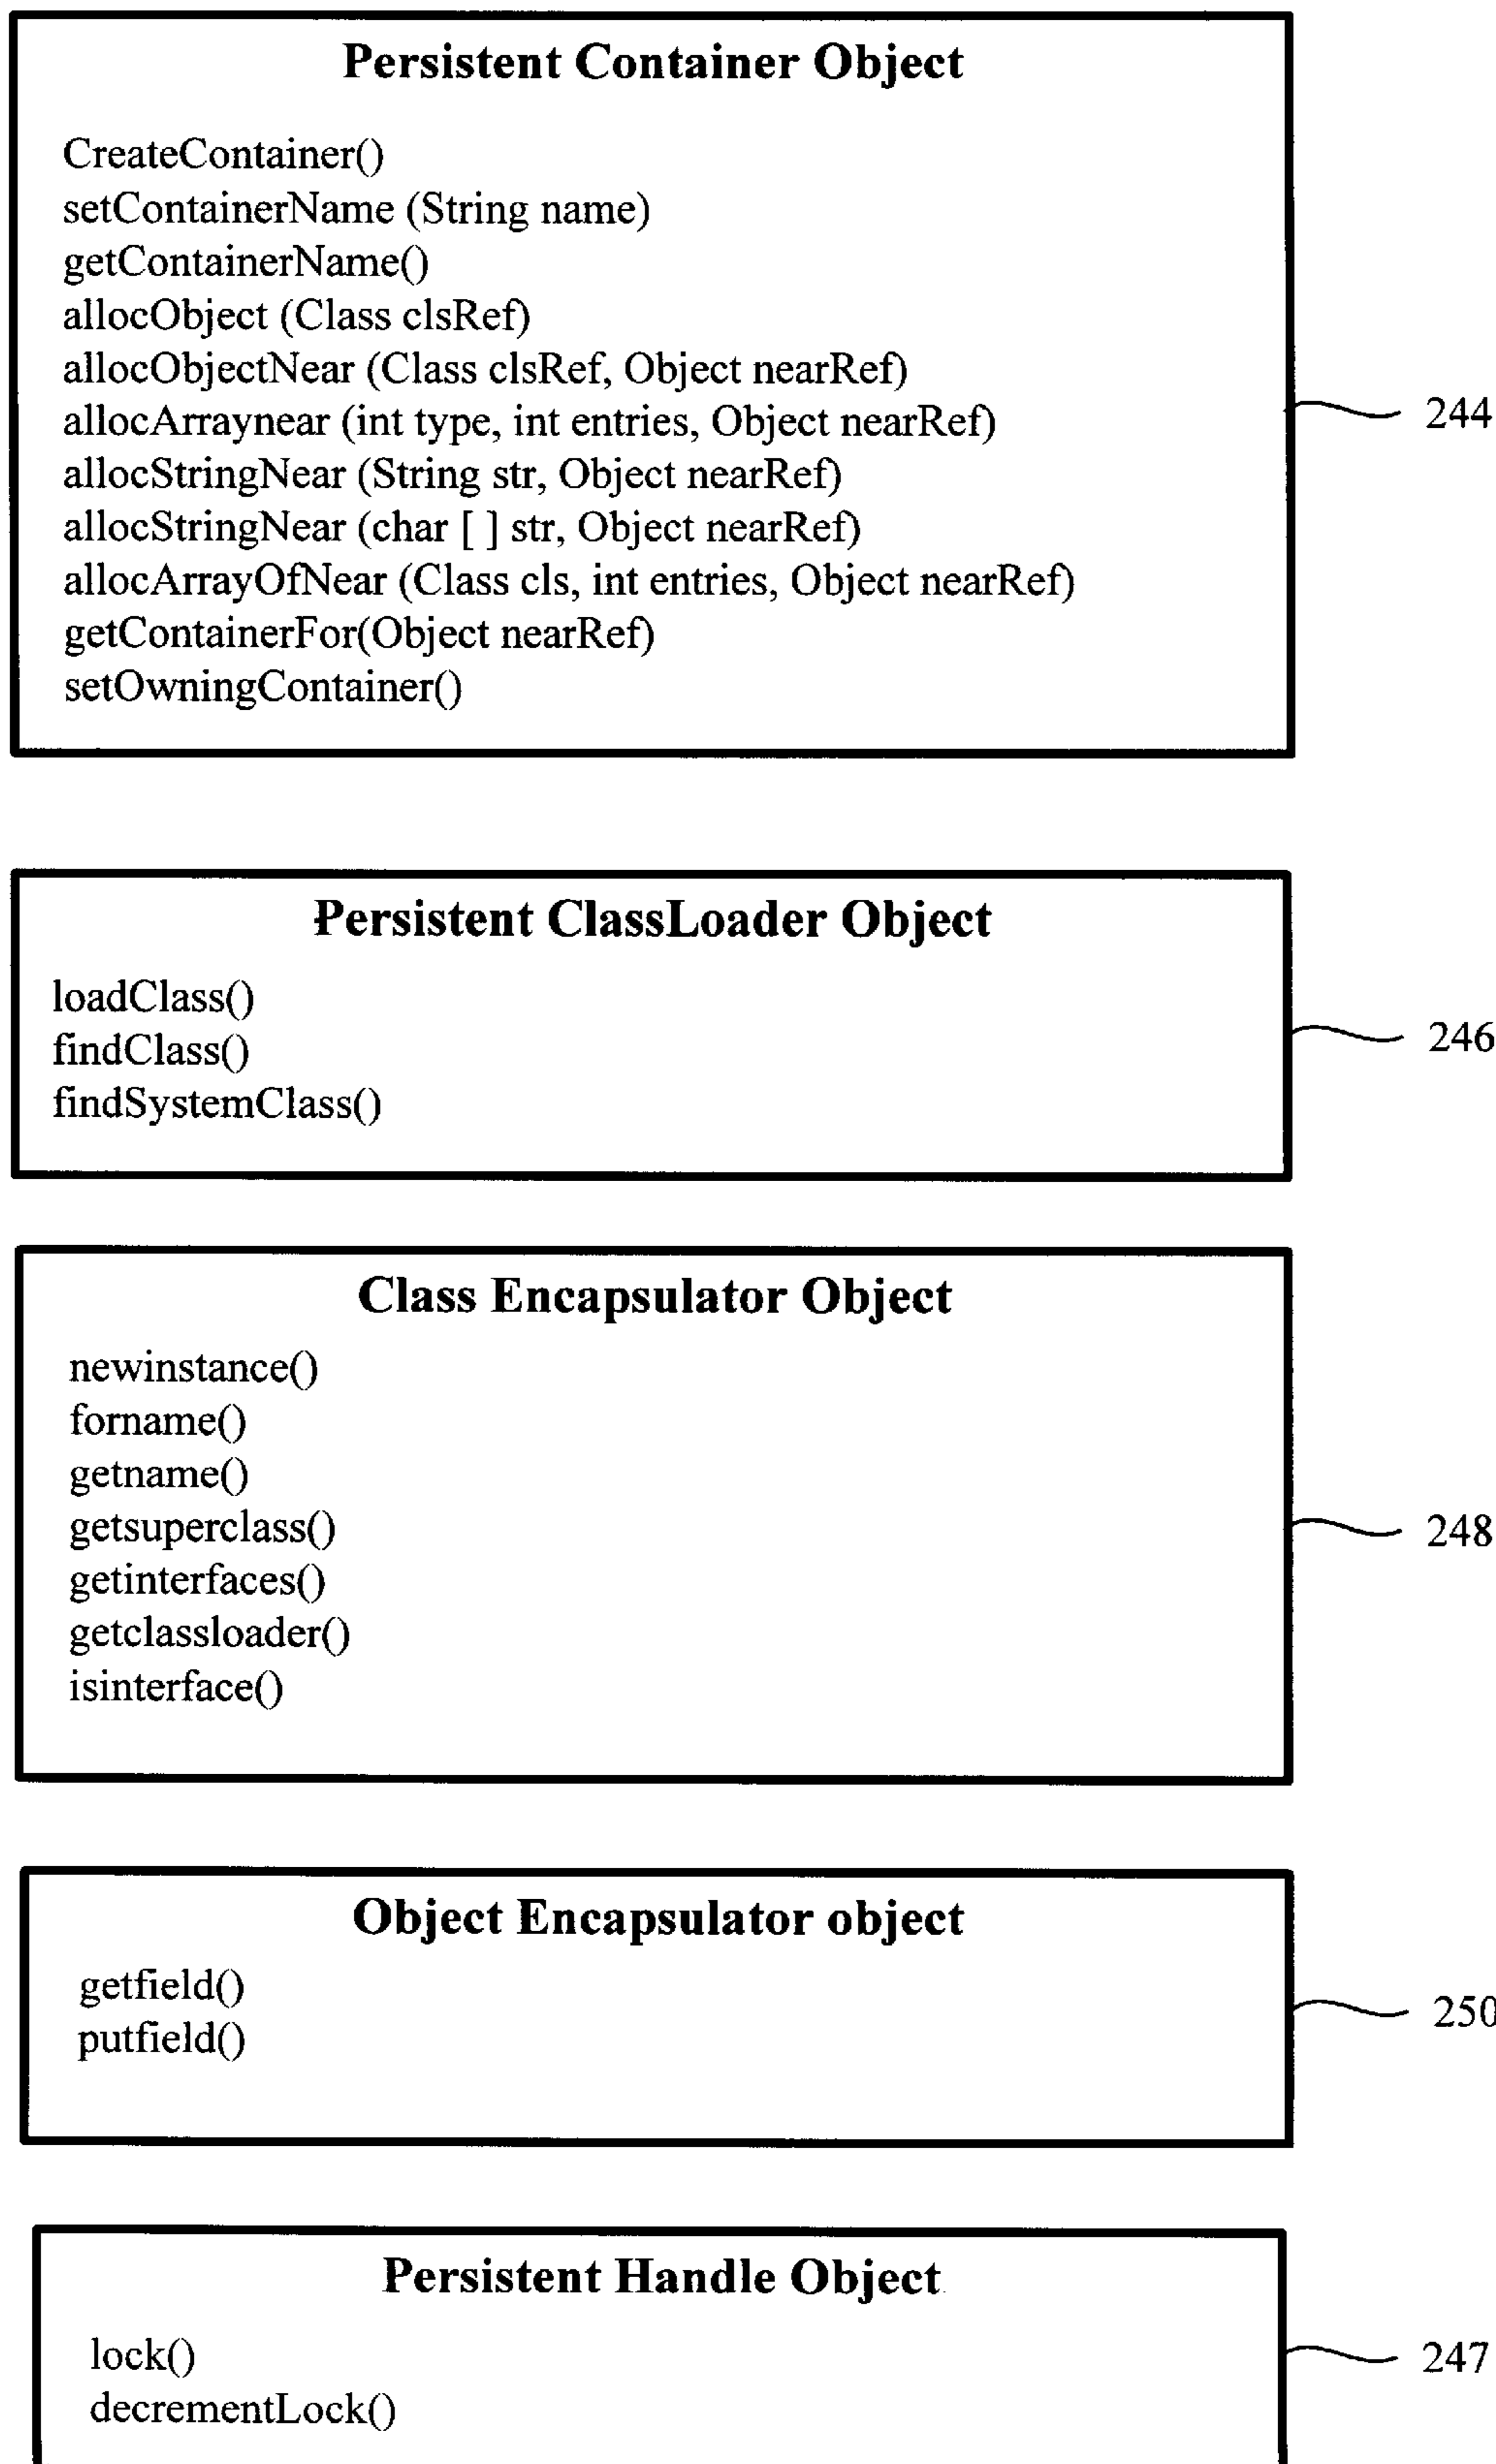 Persistent Container Object
CreateContainer()
setContainerName (String name)
getContainerName()
allocObject (Class clsRef)
allocObjectNear (Class clsRef, Object nearRef)
allocArraynear (int type, int entries, Object nearRef)
244
allocStringNear (String str, Object nearRef)
allocStringNear (char [ ] str, Object nearRef)
allocArrayOfNear (Class cls, int entries, Object nearRef)
getContainerFor(Object nearRef)
setOwningContainer()
Persistent ClassLoader Object
loadClass()
246
findClass()
findSystemClass()
Class Encapsulator Object
newinstance()
forname()
getname()
getsuperclass()
248
getinterfaces()
getclassloader()
isinterface()
Object Encapsulator object
getfield()
250
putfield()
Persistent Handle Object
lock()
247
decrementLock()